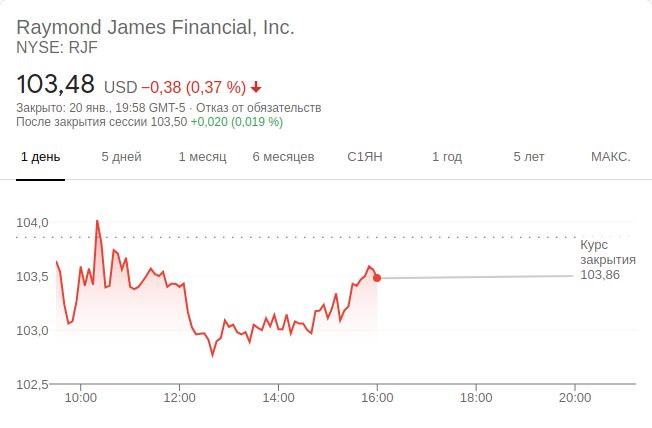 Raymond James Financial, Inc.
NYSE: RJF
103,48 USD −0,38 (0,37 %)
Закрыто: 20 янв., 19:58 GMT-5 · Отказ от обязательств
После закрытия сессии 103,50 +0,020 (0,019 %)
1 день 5 дней 1 месяц 6 месяцев С1ЯН 1 год 5 лет МАКС.
104,0
Курс
закрытия
103,86
103,5
103,0
102,5
10:00 12:00 14:00 16:00 18:00 20:00